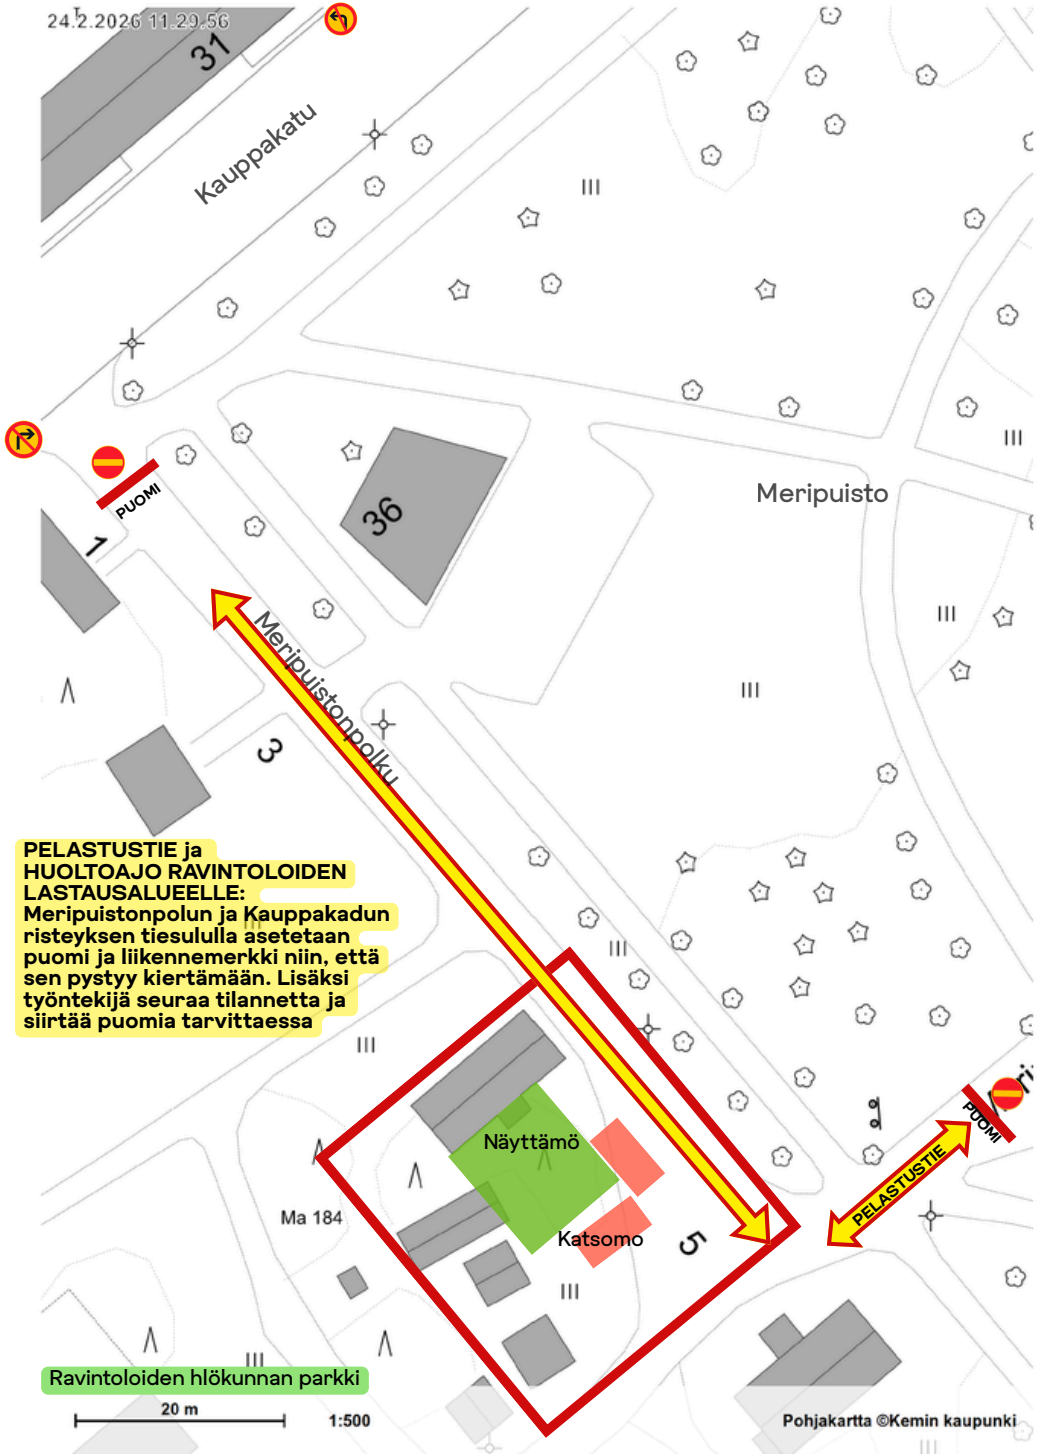 24.2.2026 11.29.56
31
Kauppakatu
PUOMI
1
36
Meripuisto
Meripuistonpolku
3
PELASTUSTIE ja
HUOLTOAJO RAVINTOLOIDEN
LASTAUSALUEELLE:
Meripuistonpolun ja Kauppakadun
risteyksen tiesululla asetetaan
puomi ja liikennemerkki niin, että
sen pystyy kiertämään. Lisäksi
työntekijä seuraa tilannetta ja
siirtää puomia tarvittaessa
PUOMI
PELASTUSTIE
Näyttämö
Katsomo
5
Ma 184
Ravintoloiden hlökunnan parkki
20 m
1:500
Pohjakartta ©Kemin kaupunki